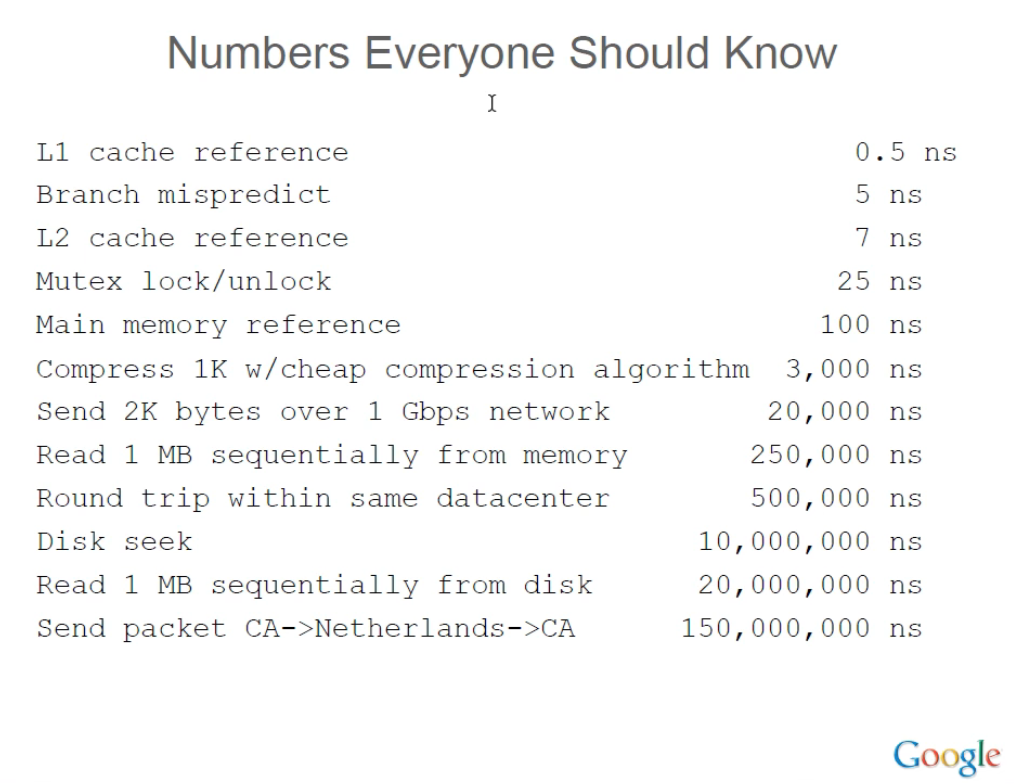 Numbers Everyone Should Know
L1 cache reference 0.5 ns
Branch mispredict 5 ns
L2 cache reference 7 ns
Mutex lock/unlock 25 ns
Main memory reference 100 ns
Compress 1K w/cheap compression algorithm 3,000 ns
Send 2K bytes over 1 Gbps network 20,000 ns
Read 1 MB sequentially from memory 250,000 ns
Round trip within same datacenter 500,000 ns
Disk seek 10,000,000 ns
Read 1 MB sequentially from disk 20,000,000 ns
Send packet CA->Netherlands->CA 150,000,000 ns
Google